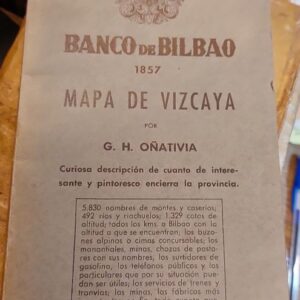 BANCO DE BILBAO
1857
MAPA DE VIZCAYA
POR
G. H. OÑATIVIA
Curiosa descripción de cuanto de intere-
sante y pintoresco encierra la provincia.
5.830 nombres de montes y caseríos;
492 ríos y riachuelos; 1.329 cotas de
altitud; todos los kms. a Bilbao con la
altitud a que se encuentran; los buzo-
nes alpinos o cimas concursables; los
manantiales, minas, chozas de pasto-
res con sus nombres, los surtidores de
gasolina, los teléfonos públicos y los
particulares que por su situación pue-
dan ser útiles; los servicios de trenes y
tranvías; las minas, las fábricas más